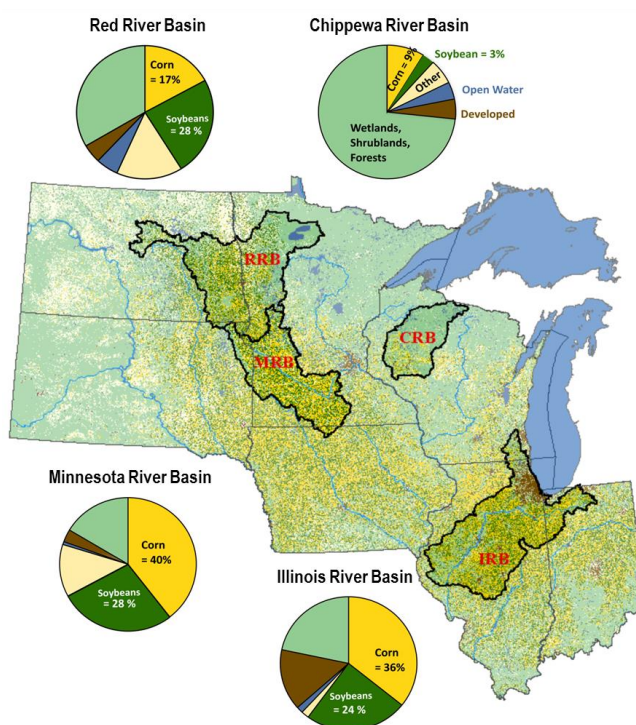 Red River Basin
Chippewa River Basin
Corn
= 17%
Soybeans
= 28 %
Corn = 9%
Soybean = 3%
Other
Open Water
Developed
Wetlands,
Shrublands,
Forests
RRB
CRB
MRB
IRB
Minnesota River Basin
Corn
= 40%
Soybeans
= 28 %
Illinois River Basin
Corn
= 36%
Soybeans
= 24 %